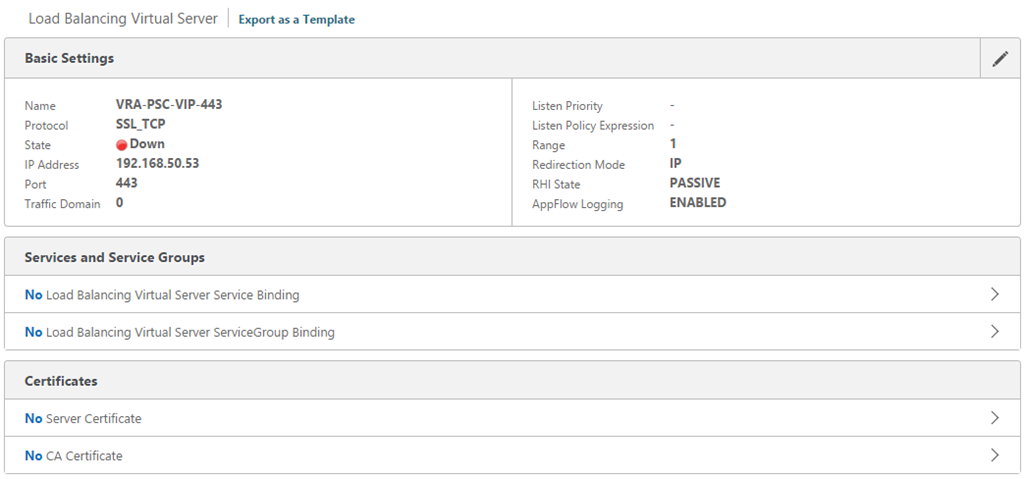 Load Balancing Virtual Server Export as a Template
Basic Settings
Name VRA-PSC-VIP-443
Protocol SSL_TCP
State Down
IP Address 192.168.50.53
Port 443
Traffic Domain 0
Listen Priority -
Listen Policy Expression -
Range 1
Redirection Mode IP
RHI State PASSIVE
AppFlow Logging ENABLED
Services and Service Groups
No Load Balancing Virtual Server Service Binding
No Load Balancing Virtual Server ServiceGroup Binding
Certificates
No Server Certificate
No CA Certificate